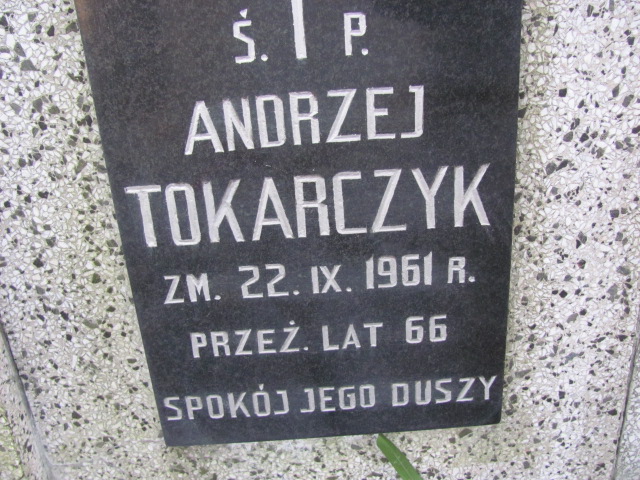 Ś. P.
ANDRZEJ
TOKARCZYK
ZM. 22. IX. 1961 R.
PRZEŻ. LAT 66
SPOKÓJ JEGO DUSZY